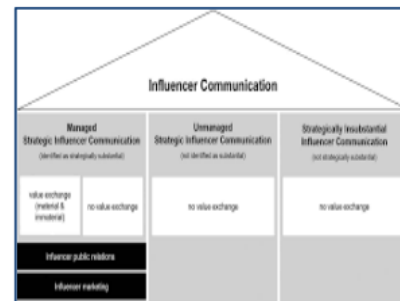 Influencer Communication
Managed
Strategic Influencer Communication
(identified as strategically substantial)
Unmanaged
Strategic Influencer Communication
(not identified as substantial)
Strategically Insubstantial
Influencer Communication
(not strategically substantial)
value exchange
(material &
immaterial)
no value exchange
no value exchange
no value exchange
Influencer public relations
Influencer marketing